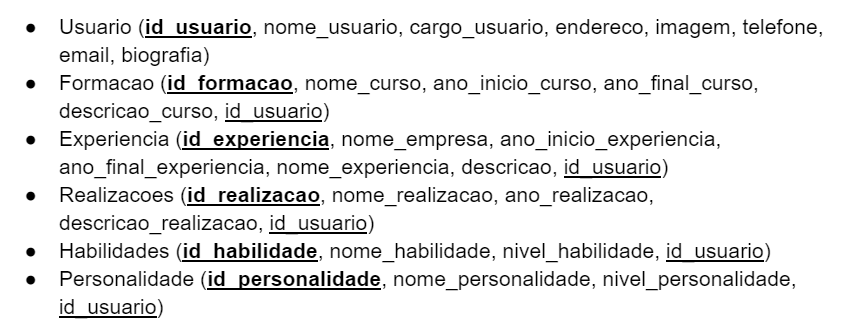 ● Usuario (id_usuario, nome_usuario, cargo_usuario, endereco, imagem, telefone,
email, biografia)
● Formacao (id_formacao, nome_curso, ano_inicio_curso, ano_final_curso,
descricao_curso, id_usuario)
● Experiencia (id_experiencia, nome_empresa, ano_inicio_experiencia,
ano_final_experiencia, nome_experiencia, descricao, id_usuario)
● Realizacoes (id_realizacao, nome_realizacao, ano_realizacao,
descricao_realizacao, id_usuario)
● Habilidades (id_habilidade, nome_habilidade, nivel_habilidade, id_usuario)
● Personalidade (id_personalidade, nome_personalidade, nivel_personalidade,
id_usuario)